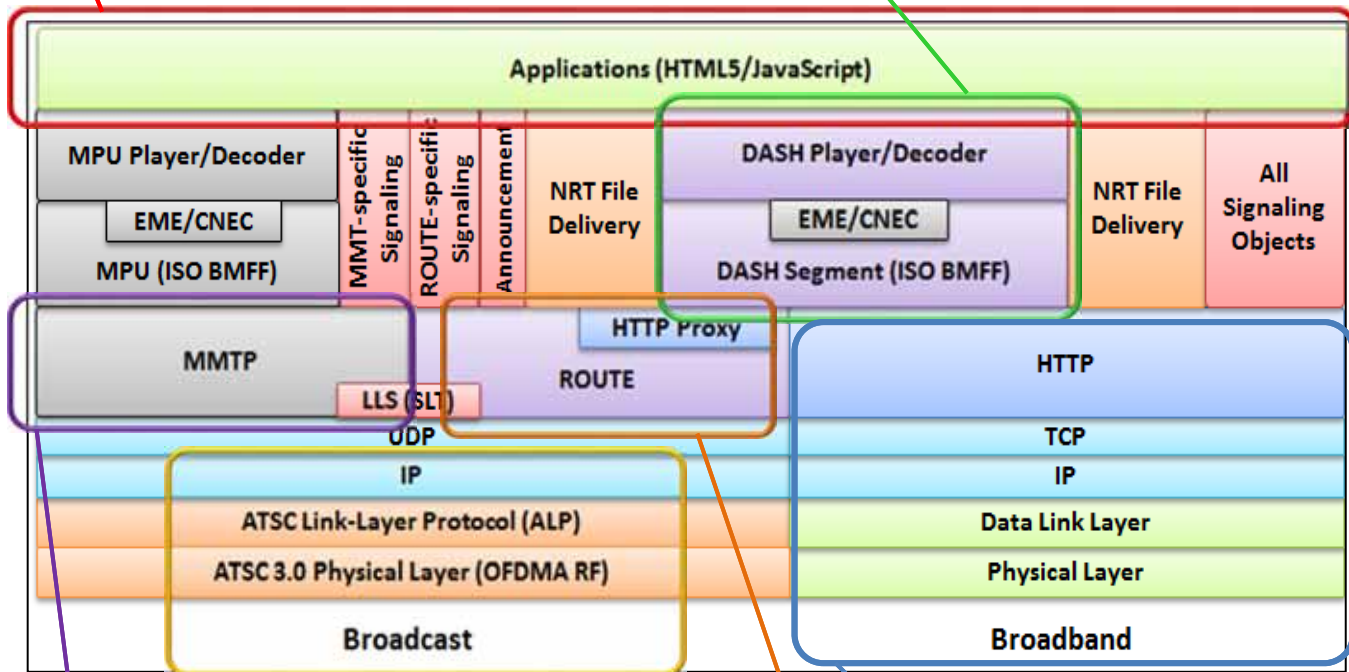 Applications (HTML5/JavaScript)
MPU Player/Decoder
EME/CNEC
MPU (ISO BMFF)
MMT-specific
Signaling
ROUTE-specific
Signaling
Announcement
NRT File
Delivery
DASH Player/Decoder
EME/CNEC
DASH Segment (ISO BMFF)
NRT File
Delivery
All
Signaling
Objects
MMTP
LLS (SLT)
HTTP Proxy
ROUTE
HTTP
UDP
TCP
IP
IP
ATSC Link-Layer Protocol (ALP)
Data Link Layer
ATSC 3.0 Physical Layer (OFDMA RF)
Physical Layer
Broadcast
Broadband